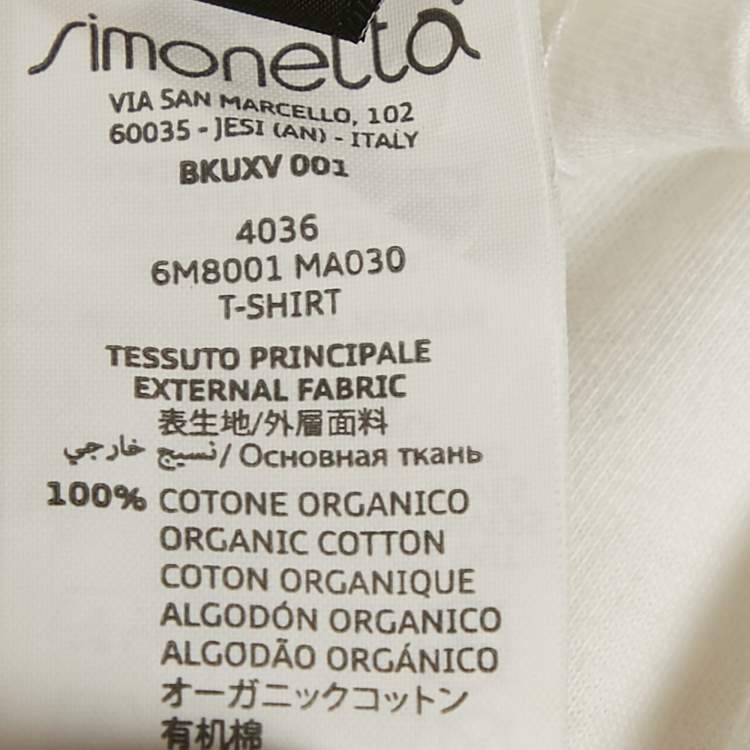 simonetta
VIA SAN MARCELLO, 102
60035 - JESI (AN) - ITALY
BKUXV 001
4036
6M8001 MA030
T-SHIRT
TESSUTO PRINCIPALE
EXTERNAL FABRIC
表生地/外層面料
نسيج خارجي / Основная ткань
100% COTONE ORGANICO
ORGANIC COTTON
COTON ORGANIQUE
ALGODÓN ORGANICO
ALGODÃO ORGÁNICO
オーガニックコットン
有机棉